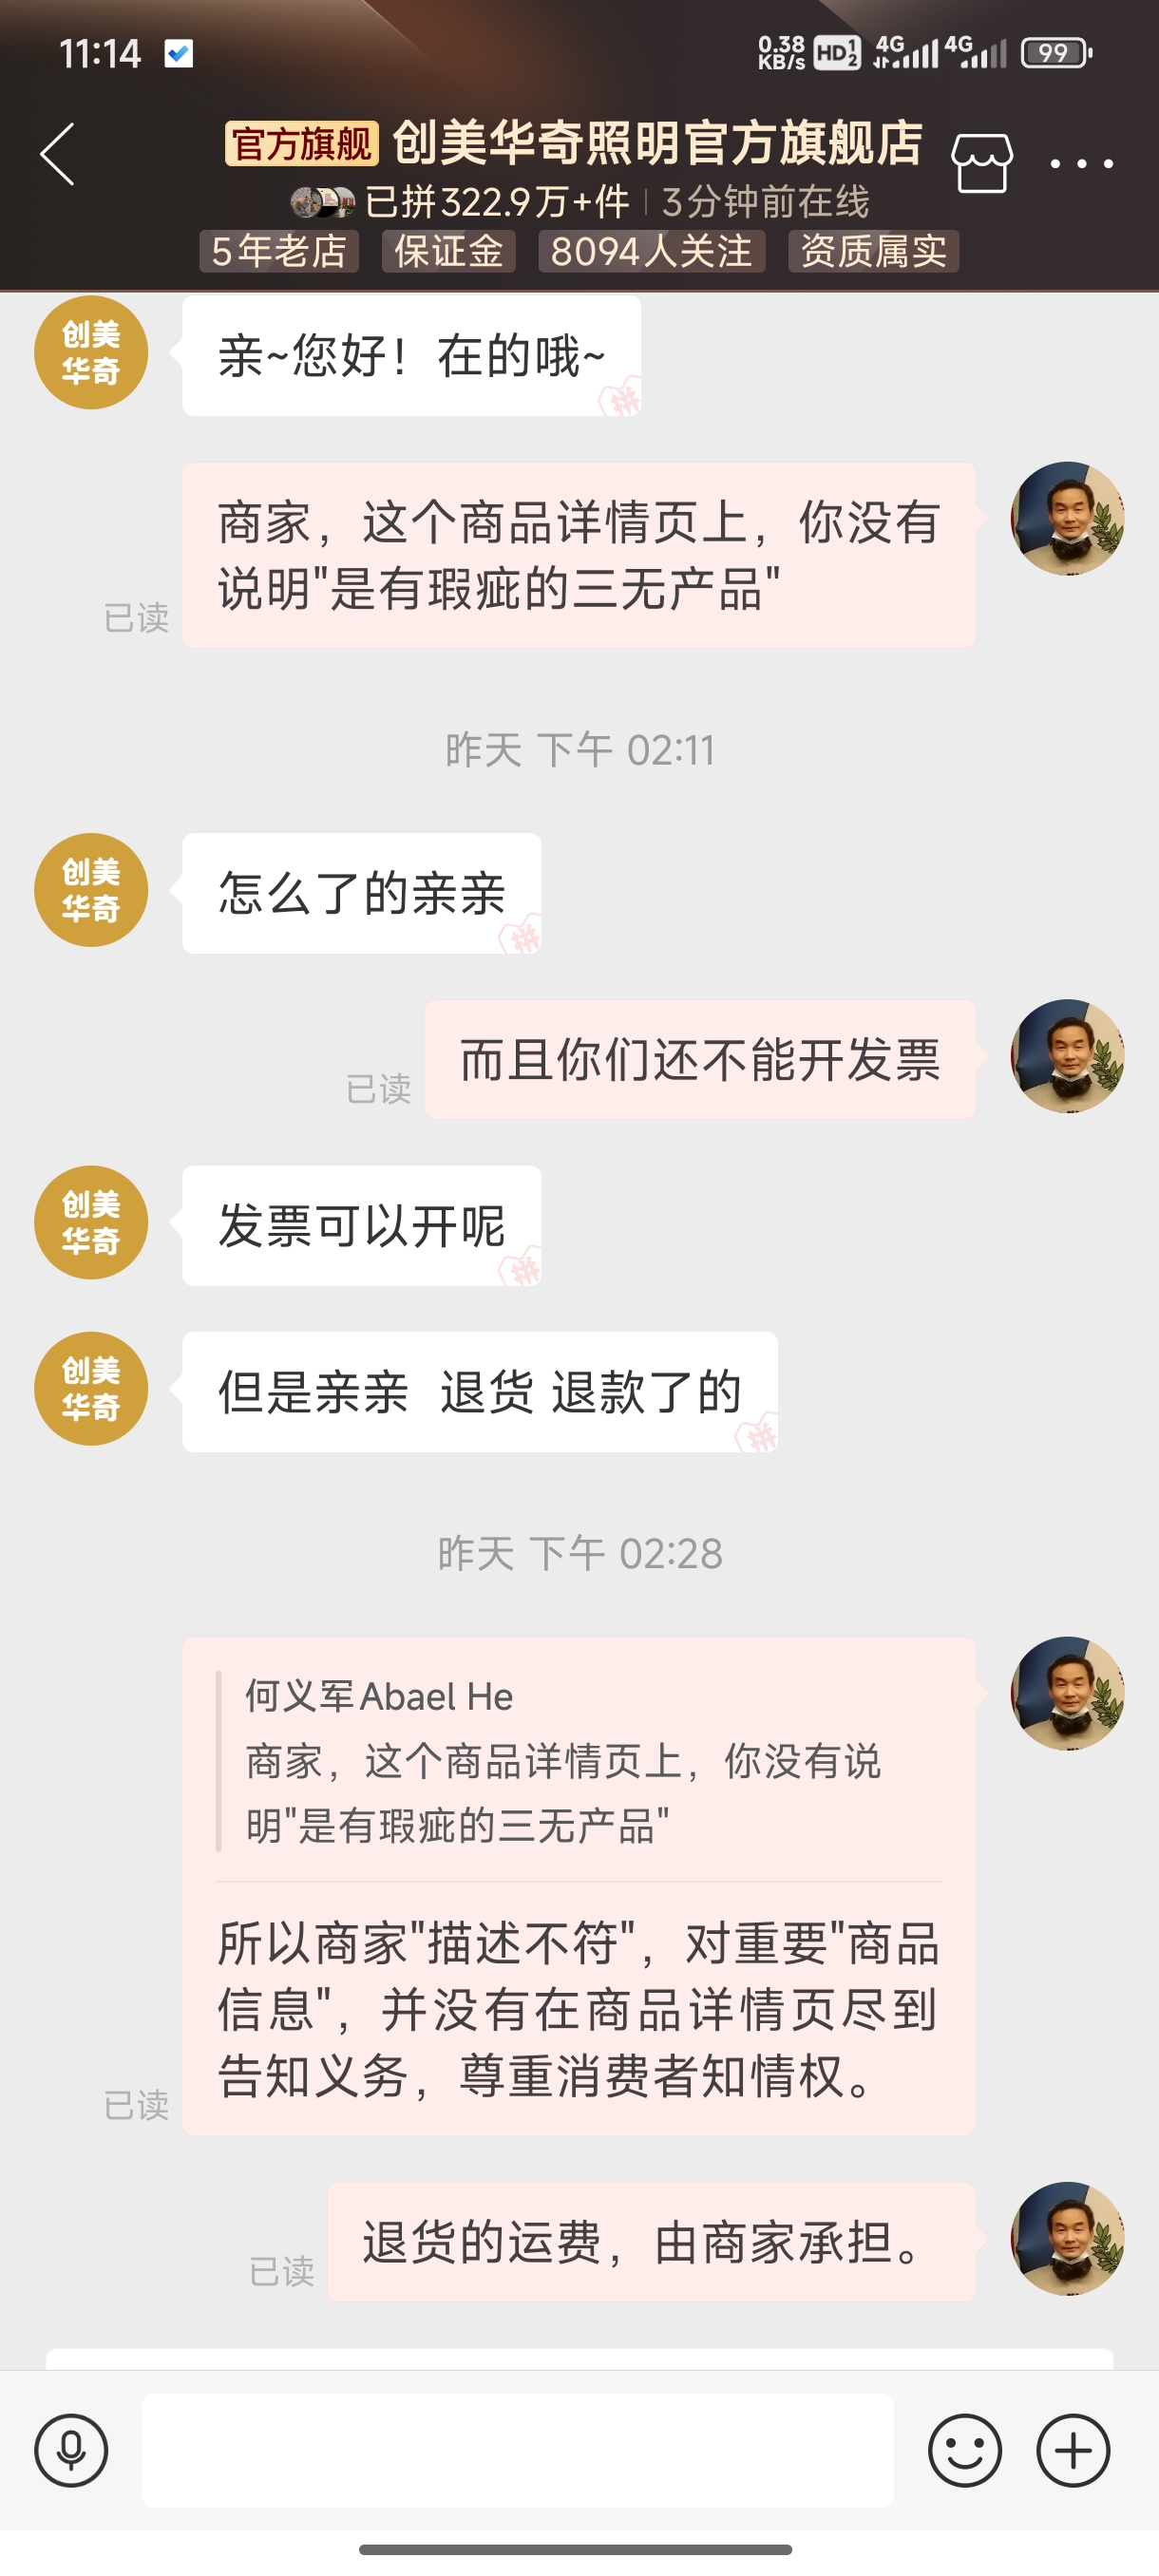 11:14
0.38
KB/s
HD 1 2
4G
4G
99
官方旗舰 创美华奇照明官方旗舰店
已拼322.9万+件 | 3分钟前在线
5年老店 保证金 8094人关注 资质属实
创美
华奇
亲~您好！在的哦~
拼
商家，这个商品详情页上，你没有
说明"是有瑕疵的三无产品"
已读
昨天 下午 02:11
创美
华奇
怎么了的亲亲
拼
而且你们还不能开发票
已读
创美
华奇
发票可以开呢
拼
创美
华奇
但是亲亲 退货 退款了的
拼
昨天 下午 02:28
何义军Abael He
商家，这个商品详情页上，你没有说
明"是有瑕疵的三无产品"
所以商家"描述不符"，对重要"商品
信息"，并没有在商品详情页尽到
告知义务，尊重消费者知情权。
已读
退货的运费，由商家承担。
已读